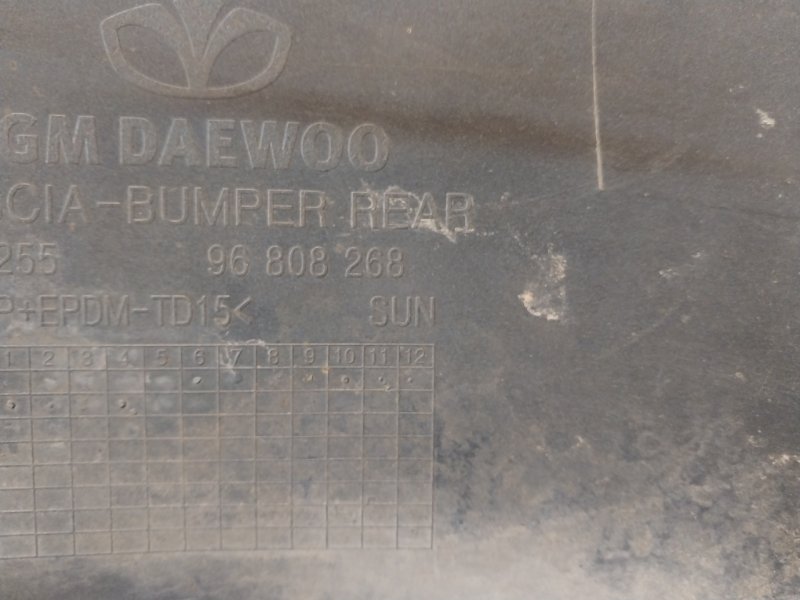 GM DAEWOO
SCIA-BUMPER REAR
255 96 808 268
P+EPDM-TD15< SUN
1 2 3 4 5 6 7 8 9 10 11 12